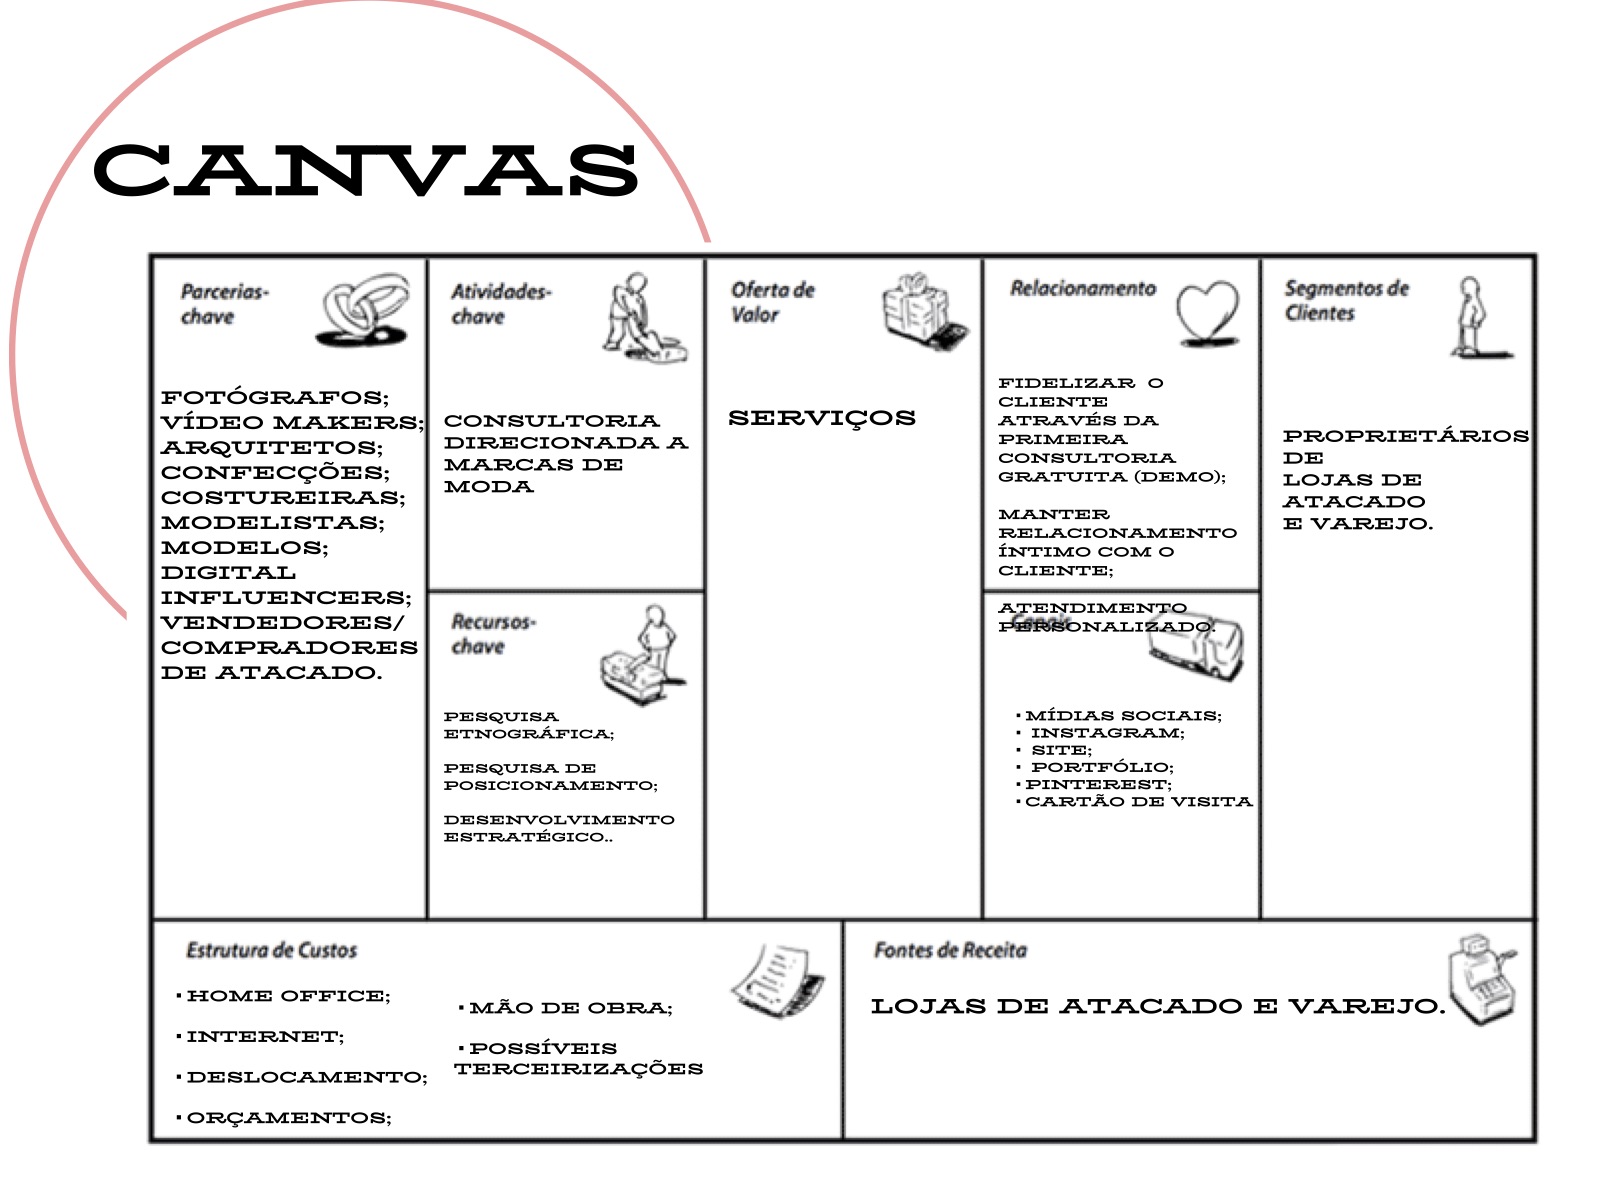 CANVAS
Parcerias-
chave
FOTÓGRAFOS;
VÍDEO MAKERS;
ARQUITETOS;
CONFECÇÕES;
COSTUREIRAS;
MODELISTAS;
MODELOS;
DIGITAL
INFLUENCERS;
VENDEDORES/
COMPRADORES
DE ATACADO.
Atividades-
chave
CONSULTORIA
DIRECIONADA A
MARCAS DE
MODA
Recursos-
chave
PESQUISA
ETNOGRÁFICA;
PESQUISA DE
POSICIONAMENTO;
DESENVOLVIMENTO
ESTRATÉGICO..
Oferta de
Valor
SERVIÇOS
Relacionamento
FIDELIZAR O
CLIENTE
ATRAVÉS DA
PRIMEIRA
CONSULTORIA
GRATUITA (DEMO);
MANTER
RELACIONAMENTO
ÍNTIMO COM O
CLIENTE;
ATENDIMENTO
PERSONALIZADO.
Canais
· MÍDIAS SOCIAIS;
· INSTAGRAM;
· SITE;
· PORTFÓLIO;
· PINTEREST;
· CARTÃO DE VISITA
Segmentos de
Clientes
PROPRIETÁRIOS
DE
LOJAS DE
ATACADO
E VAREJO.
Estrutura de Custos
· HOME OFFICE;
· INTERNET;
· DESLOCAMENTO;
· ORÇAMENTOS;
· MÃO DE OBRA;
· POSSÍVEIS
TERCEIRIZAÇÕES
Fontes de Receita
LOJAS DE ATACADO E VAREJO.